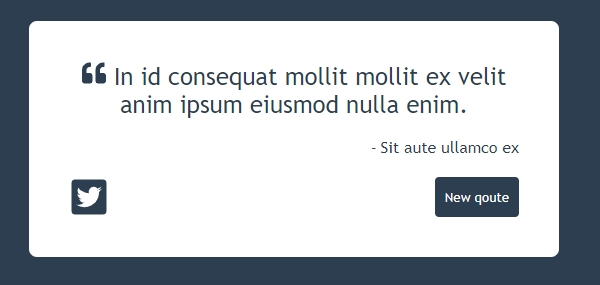 ❝ In id consequat mollit mollit ex velit
anim ipsum eiusmod nulla enim.
- Sit aute ullamco ex
New qoute